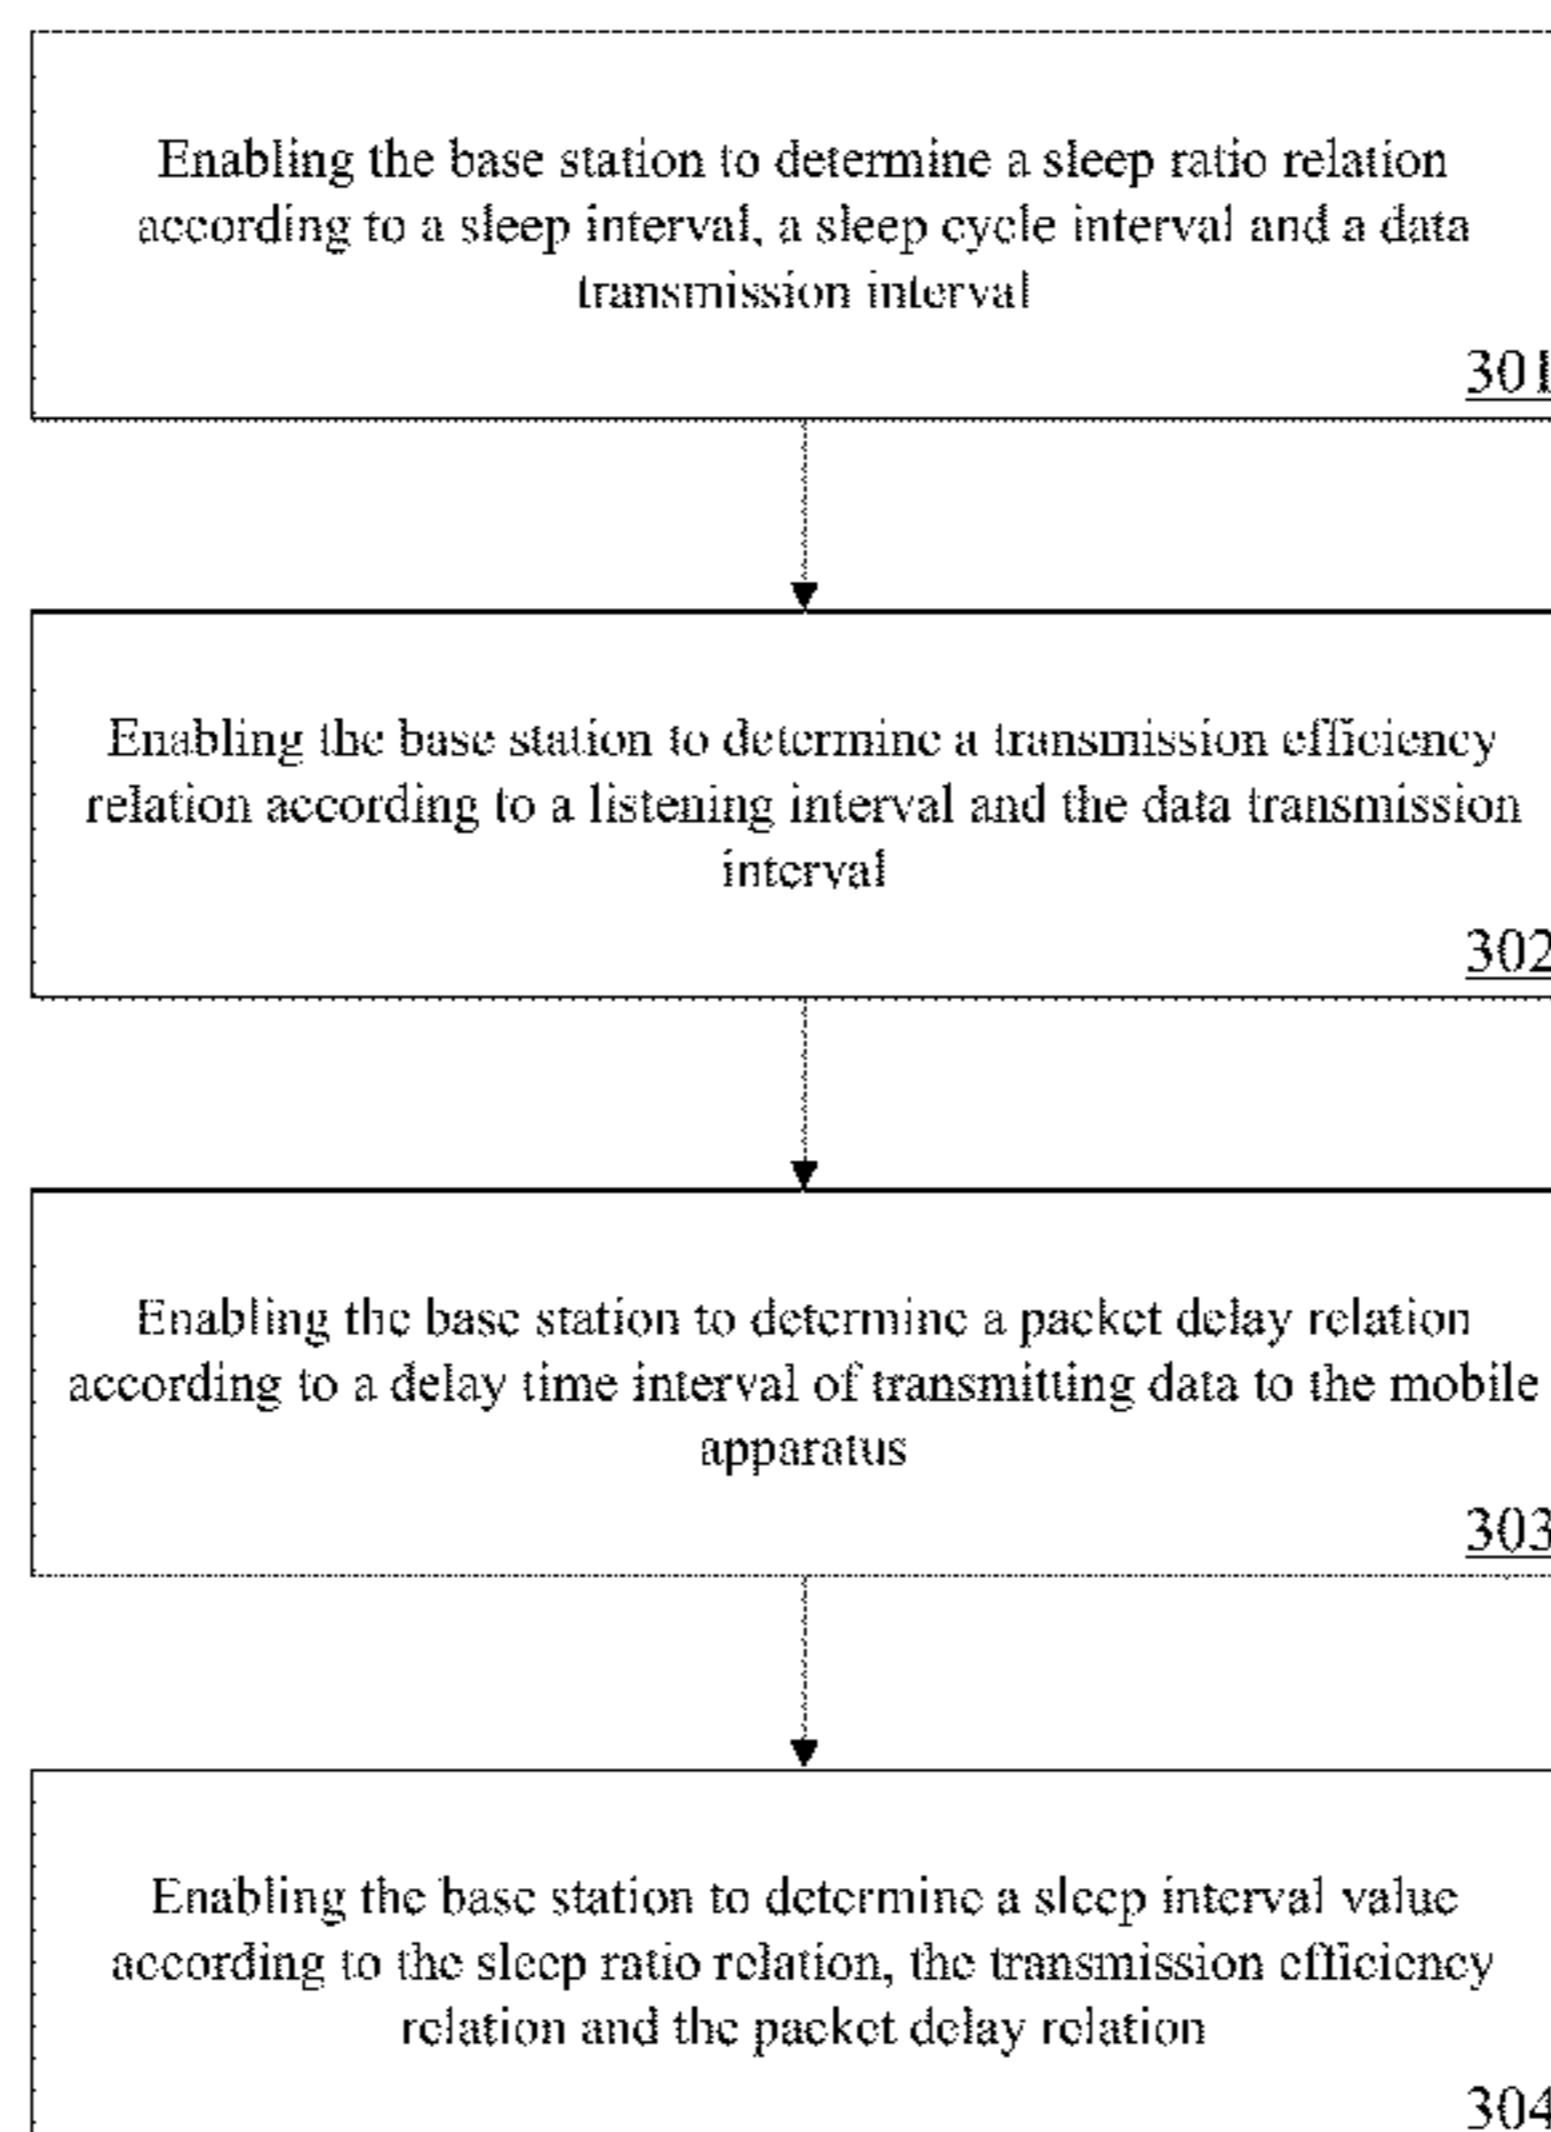 Enabling the base station to determine a sleep ratio relation
according to a sleep interval, a sleep cycle interval and a data
transmission interval
301
Enabling the base station to determine a transmission efficiency
relation according to a listening interval and the data transmission
interval
302
Enabling the base station to determine a packet delay relation
according to a delay time interval of transmitting data to the mobile
apparatus
303
Enabling the base station to determine a sleep interval value
according to the sleep ratio relation, the transmission efficiency
relation and the packet delay relation
304